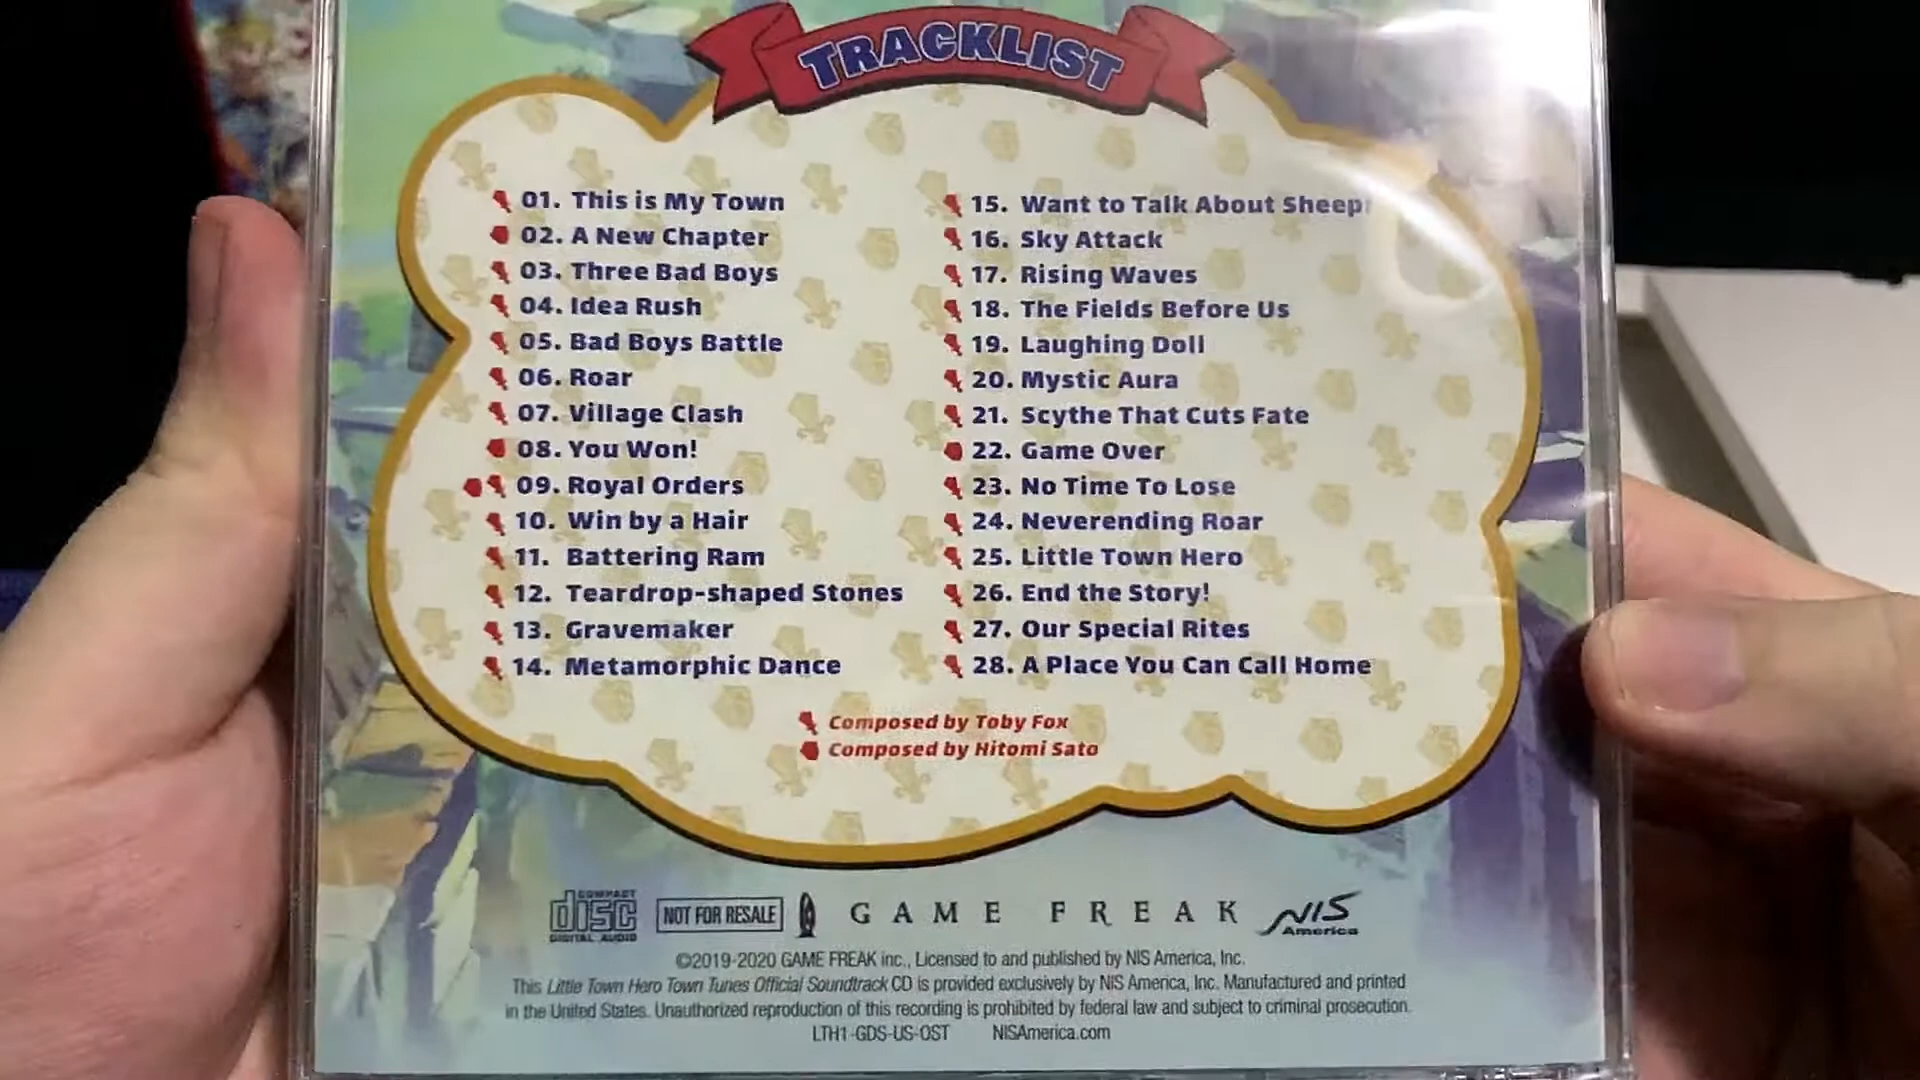 TRACKLIST
01. This is My Town
02. A New Chapter
03. Three Bad Boys
04. Idea Rush
05. Bad Boys Battle
06. Roar
07. Village Clash
08. You Won!
09. Royal Orders
10. Win by a Hair
11. Battering Ram
12. Teardrop-shaped Stones
13. Gravemaker
14. Metamorphic Dance
15. Want to Talk About Sheep
16. Sky Attack
17. Rising Waves
18. The Fields Before Us
19. Laughing Doll
20. Mystic Aura
21. Scythe That Cuts Fate
22. Game Over
23. No Time To Lose
24. Neverending Roar
25. Little Town Hero
26. End the Story!
27. Our Special Rites
28. A Place You Can Call Home
Composed by Toby Fox
Composed by Hitomi Sato
COMPACT
disc
DIGITAL AUDIO
NOT FOR RESALE
GAME FREAK
NIS
America
©2019-2020 GAME FREAK inc., Licensed to and published by NIS America, Inc.
This Little Town Hero Town Tunes Official Soundtrack CD is provided exclusively by NIS America, Inc. Manufactured and printed
in the United States. Unauthorized reproduction of this recording is prohibited by federal law and subject to criminal prosecution.
LTH1-GDS-US-OST NISAmerica.com